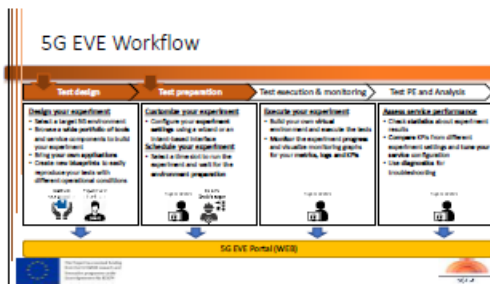 5G EVE Workflow
Test design
Test preparation
Test execution & monitoring
Test PE and Analysis
Design your experiment
• Select a target 5G environment
• Browse a wide portfolio of tools
and service components to build
your experiment
• Bring your own applications
• Create new blueprints to easily
reproduce your tests with
different operational conditions
Customize your experiment
• Configure your experiment
settings using a wizard or an
intent-based interface
Schedule your experiment
• Select a time slot to run the
experiment and wait for the
environment preparation
Execute your experiment
• Build your own virtual
environment and execute the tests
• Monitor the experiment progress
and visualize monitoring graphs
for your metrics, logs and KPIs
Assess service performance
• Check statistics about experiment
results
• Compare KPIs from different
experiment settings and tune your
service configuration
• Use diagnostics for
troubleshooting
5G EVE Portal (WEB)